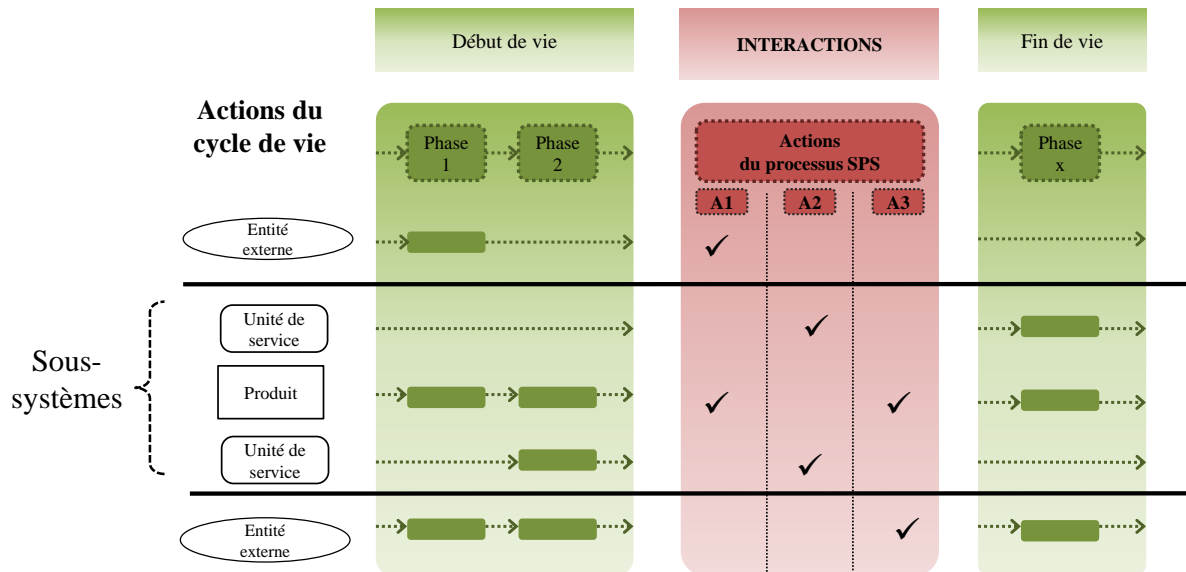 Début de vie
INTERACTIONS
Fin de vie
Actions du
cycle de vie
Phase
1
Phase
2
Actions
du processus SPS
Phase
x
A1
A2
A3
Entité
externe
Unité de
service
Sous-
systèmes
Produit
Unité de
service
Entité
externe